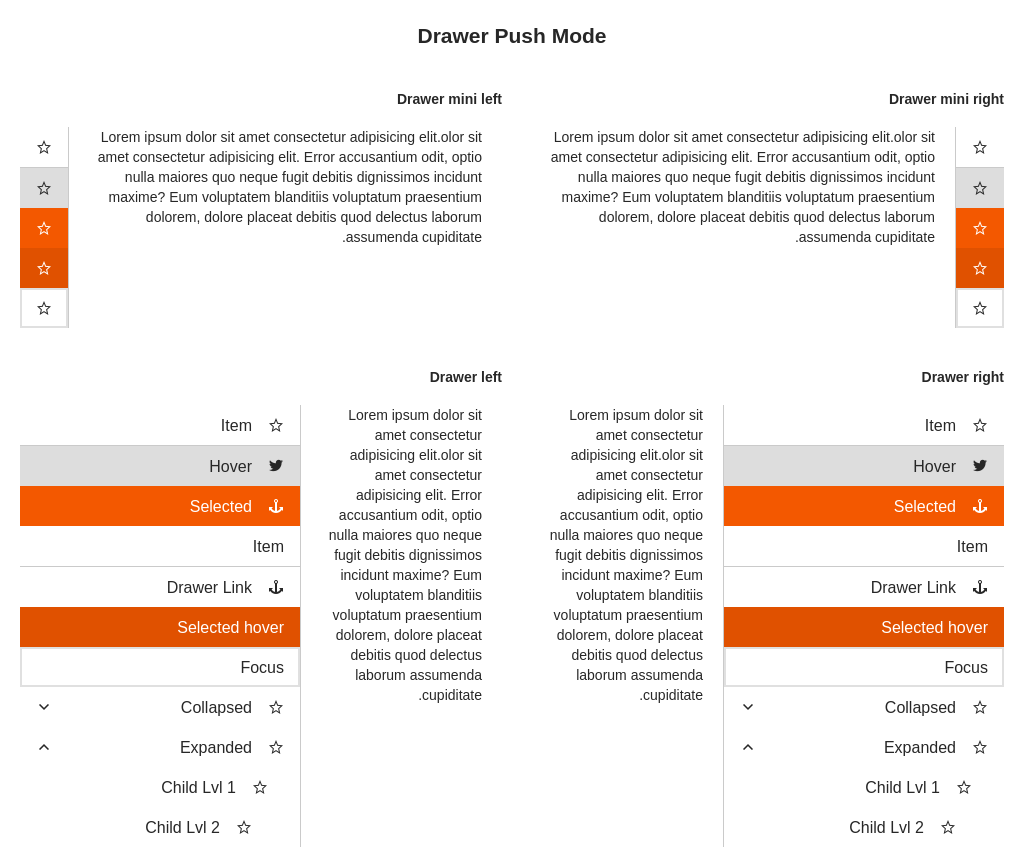 Drawer Push Mode
Drawer mini left
Lorem ipsum dolor sit amet consectetur adipisicing elit.olor sit
amet consectetur adipisicing elit. Error accusantium odit, optio
nulla maiores quo neque fugit debitis dignissimos incidunt
maxime? Eum voluptatem blanditiis voluptatum praesentium
dolorem, dolore placeat debitis quod delectus laborum
.assumenda cupiditate
Drawer mini right
Lorem ipsum dolor sit amet consectetur adipisicing elit.olor sit
amet consectetur adipisicing elit. Error accusantium odit, optio
nulla maiores quo neque fugit debitis dignissimos incidunt
maxime? Eum voluptatem blanditiis voluptatum praesentium
dolorem, dolore placeat debitis quod delectus laborum
.assumenda cupiditate
Drawer left
Item
Hover
Selected
Item
Drawer Link
Selected hover
Focus
Collapsed
Expanded
Child Lvl 1
Child Lvl 2
Lorem ipsum dolor sit
amet consectetur
adipisicing elit.olor sit
amet consectetur
adipisicing elit. Error
accusantium odit, optio
nulla maiores quo neque
fugit debitis dignissimos
incidunt maxime? Eum
voluptatem blanditiis
voluptatum praesentium
dolorem, dolore placeat
debitis quod delectus
laborum assumenda
.cupiditate
Drawer right
Lorem ipsum dolor sit
amet consectetur
adipisicing elit.olor sit
amet consectetur
adipisicing elit. Error
accusantium odit, optio
nulla maiores quo neque
fugit debitis dignissimos
incidunt maxime? Eum
voluptatem blanditiis
voluptatum praesentium
dolorem, dolore placeat
debitis quod delectus
laborum assumenda
.cupiditate
Item
Hover
Selected
Item
Drawer Link
Selected hover
Focus
Collapsed
Expanded
Child Lvl 1
Child Lvl 2